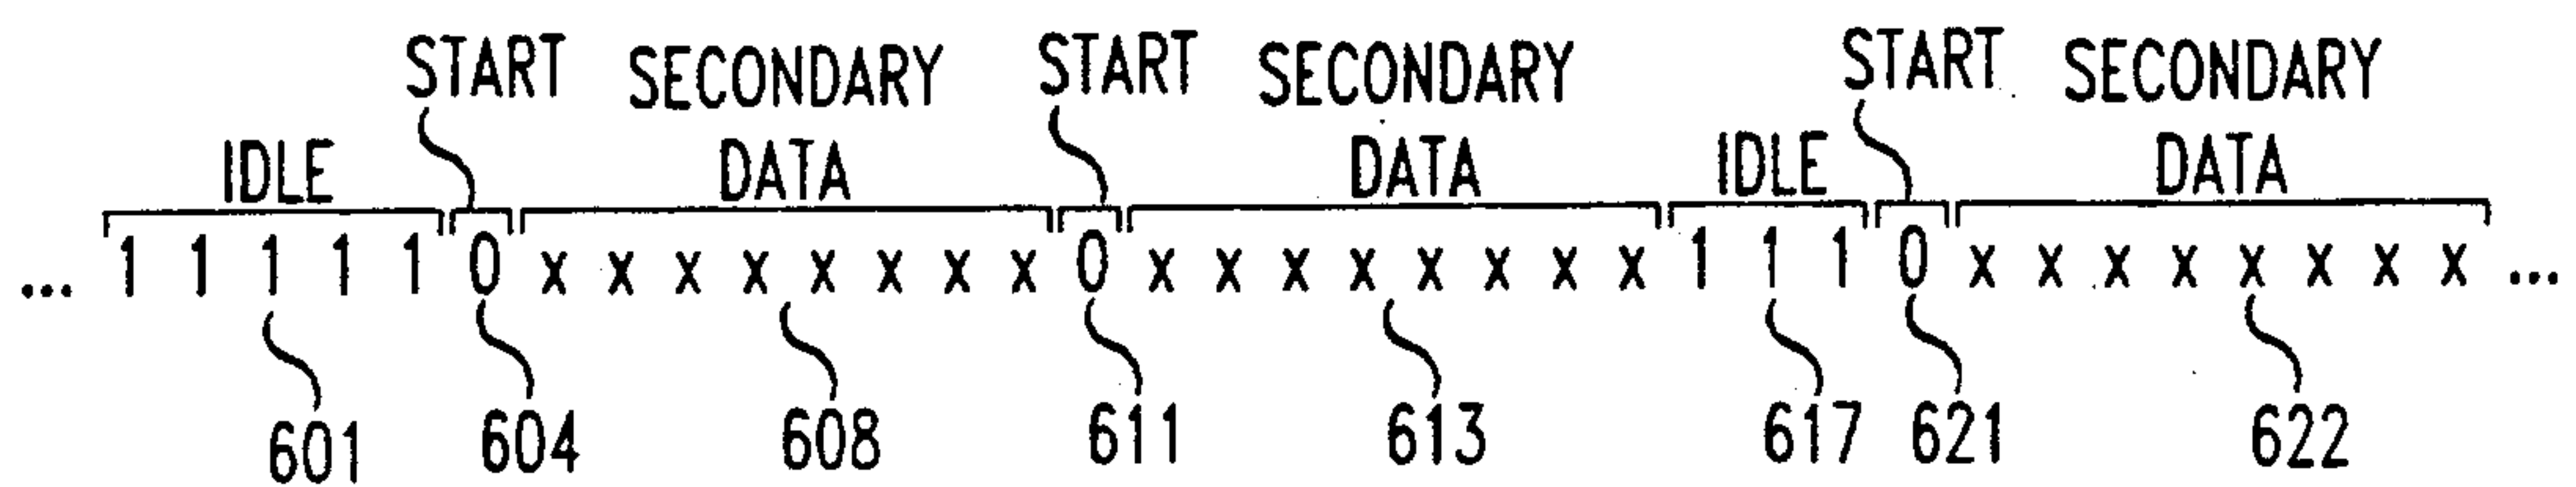 START SECONDARY START SECONDARY START SECONDARY
IDLE DATA DATA IDLE DATA
... 1 1 1 1 1 0 x x x x x x x x 0 x x x x x x x x 1 1 1 0 x x x x x x x x ...
601 604 608 611 613 617 621 622